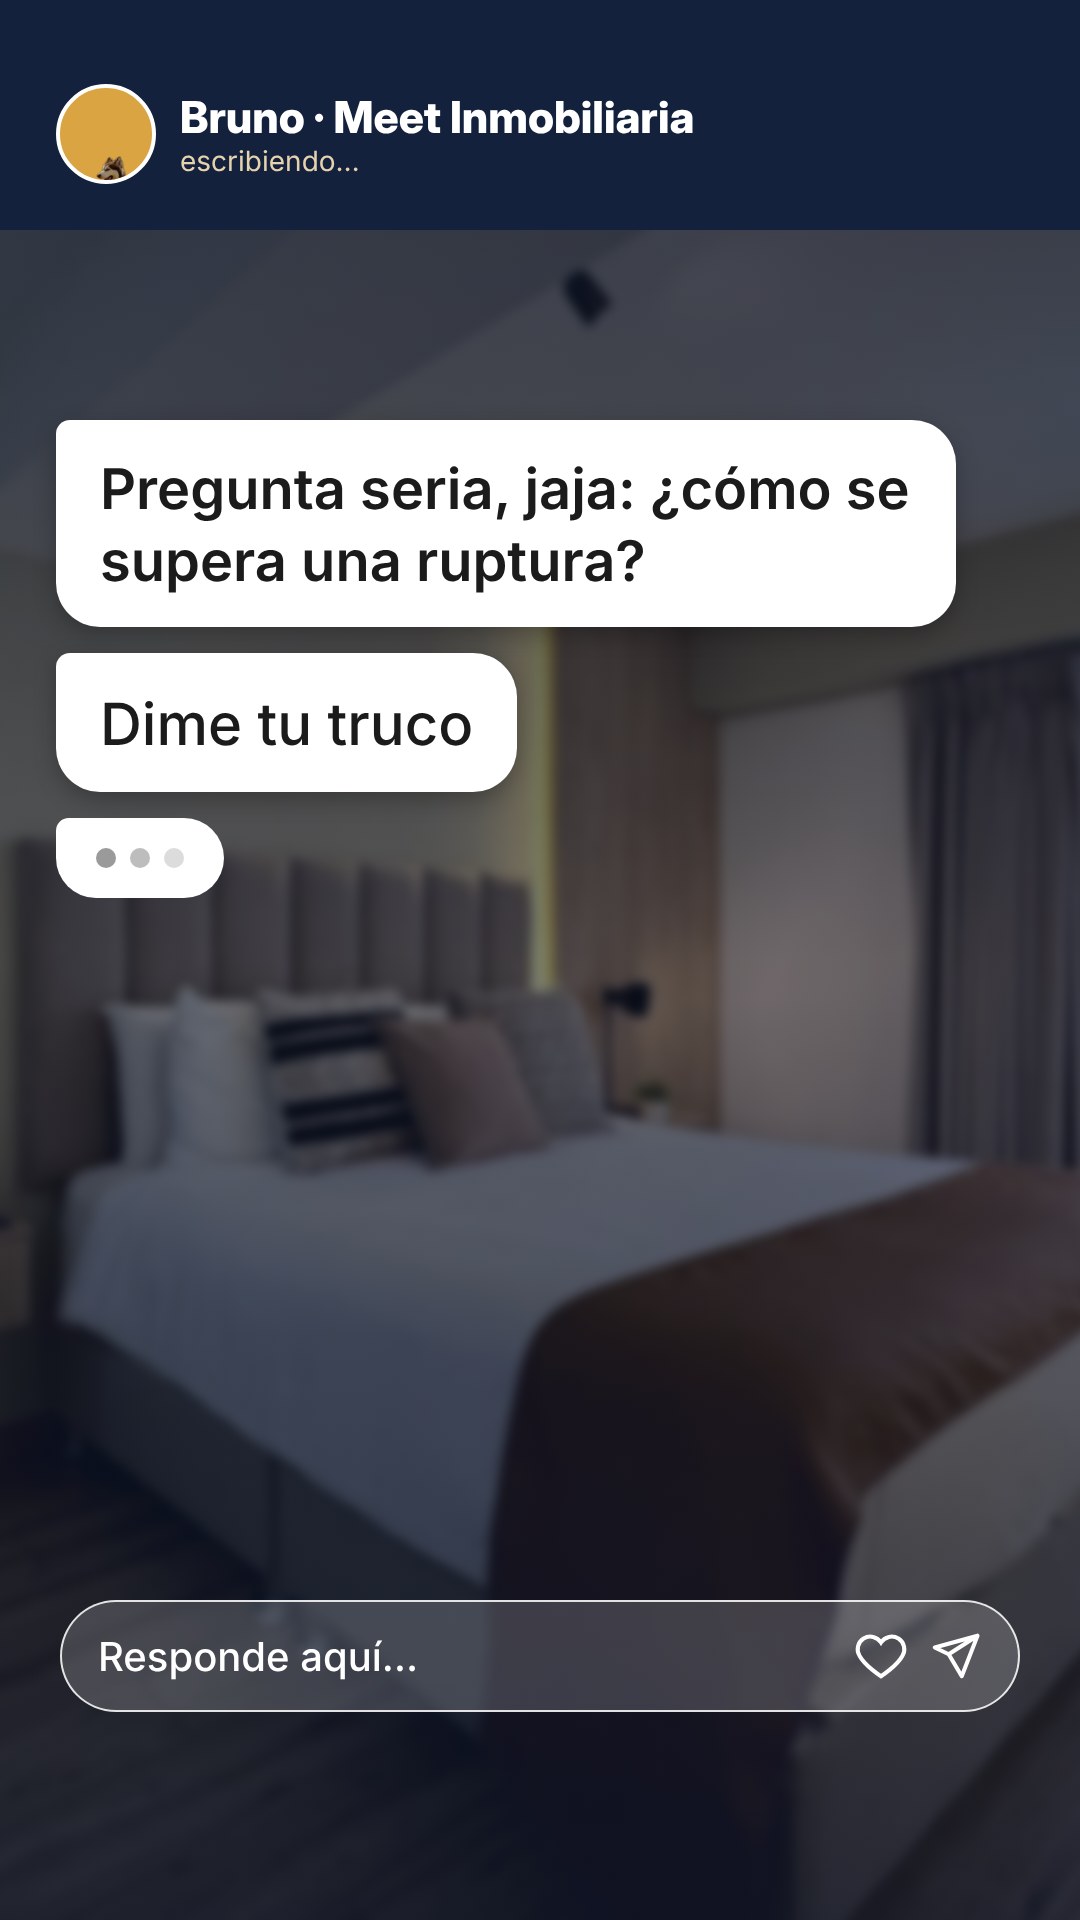 Bruno · Meet Inmobiliaria
escribiendo...
Pregunta seria, jaja: ¿cómo se
supera una ruptura?
Dime tu truco
Responde aquí...